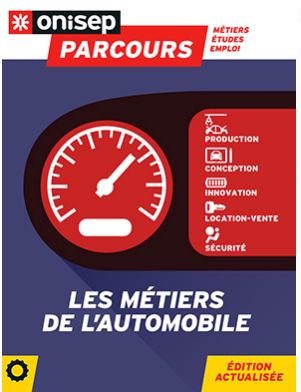 onisep
PARCOURS
MÉTIERS
ÉTUDES
EMPLOI
PRODUCTION
CONCEPTION
INNOVATION
LOCATION-VENTE
SÉCURITÉ
LES MÉTIERS
DE L'AUTOMOBILE
ÉDITION
ACTUALISÉE